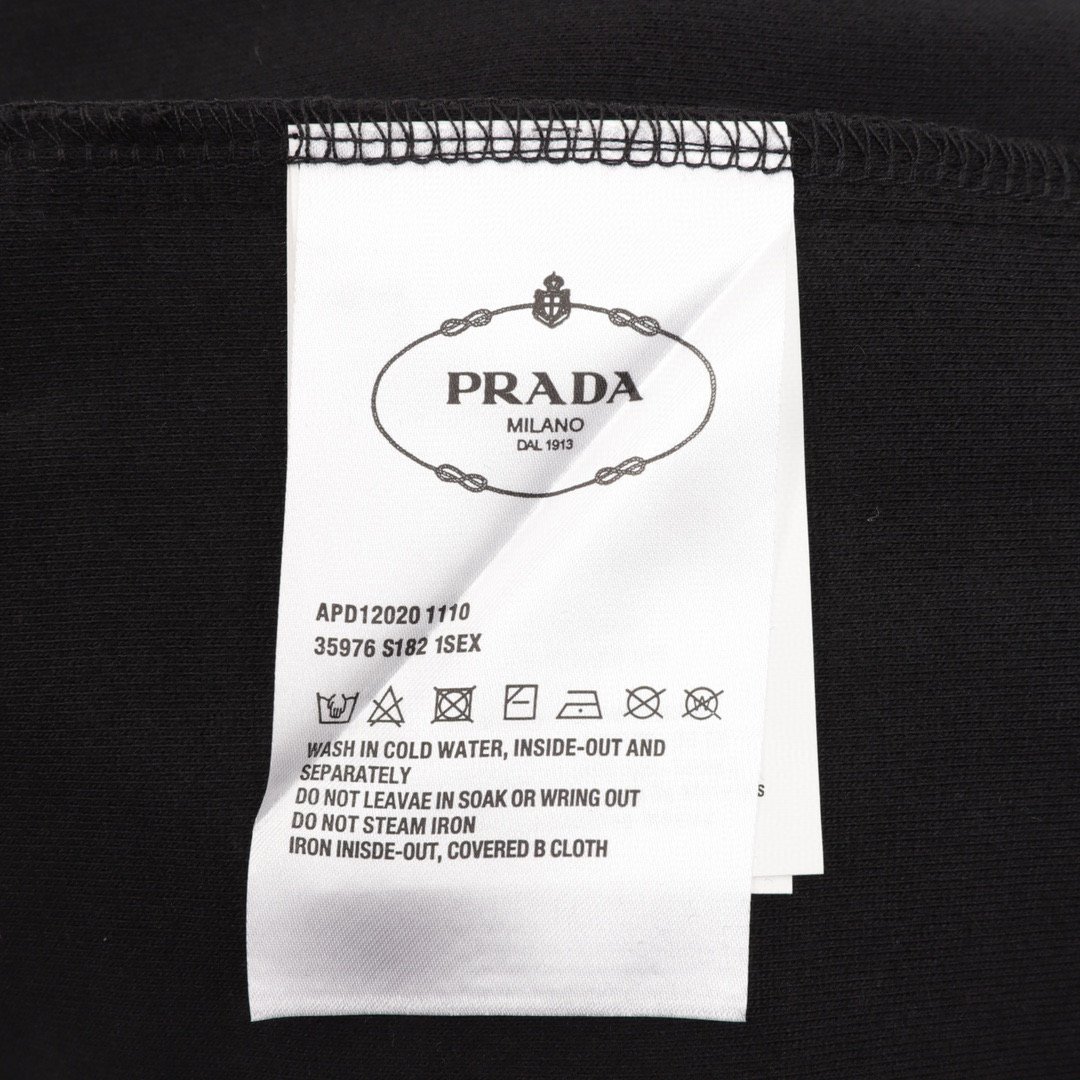 PRADA
MILANO
DAL 1913
APD12020 1110
35976 S182 1SEX
WASH IN COLD WATER, INSIDE-OUT AND
SEPARATELY
DO NOT LEAVAE IN SOAK OR WRING OUT
DO NOT STEAM IRON
IRON INISDE-OUT, COVERED B CLOTH
S